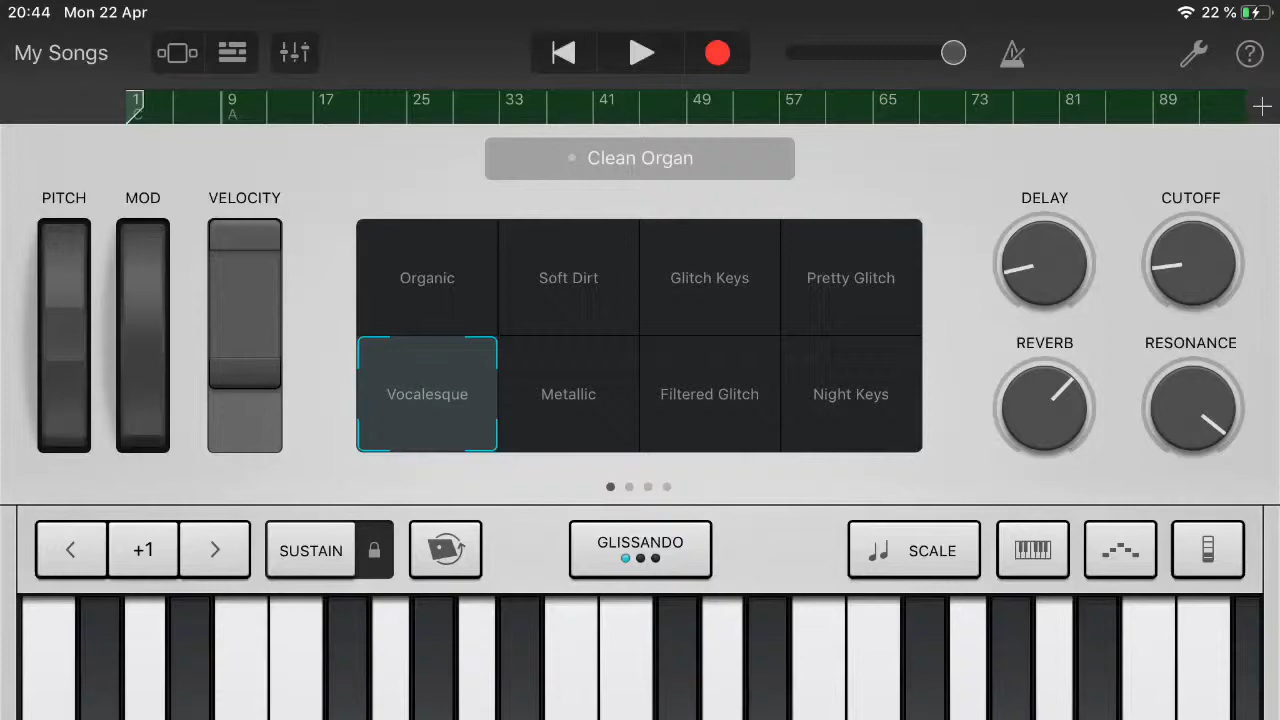 20:44 Mon 22 Apr 22 %
My Songs
1 9 17 25 33 41 49 57 65 73 81 89
C A
Clean Organ
PITCH MOD VELOCITY DELAY CUTOFF
Organic Soft Dirt Glitch Keys Pretty Glitch
REVERB RESONANCE
Vocalesque Metallic Filtered Glitch Night Keys
+1 SUSTAIN GLISSANDO SCALE